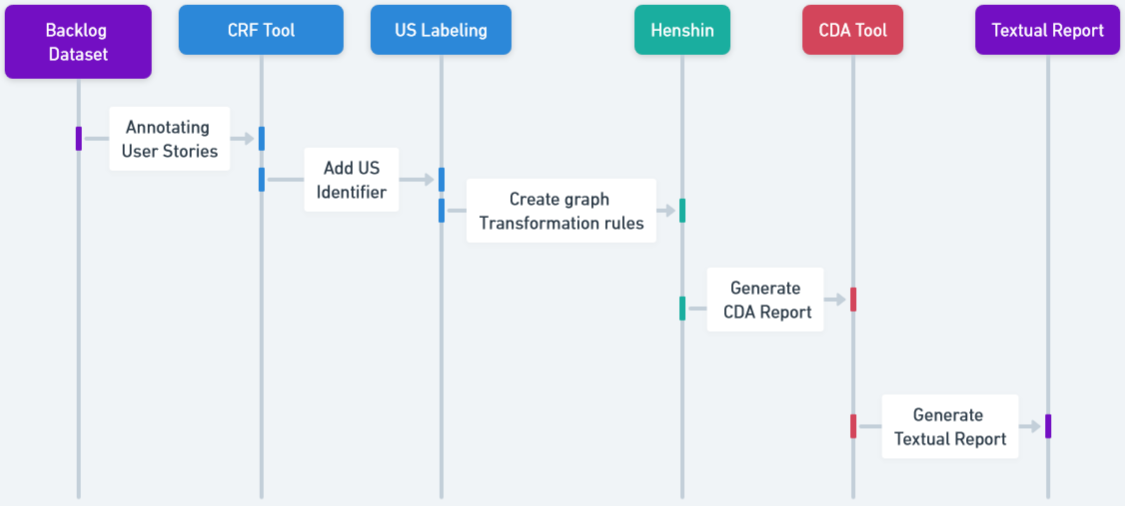 Backlog
Dataset
CRF Tool
US Labeling
Henshin
CDA Tool
Textual Report
Annotating
User Stories
Add US
Identifier
Create graph
Transformation rules
Generate
CDA Report
Generate
Textual Report